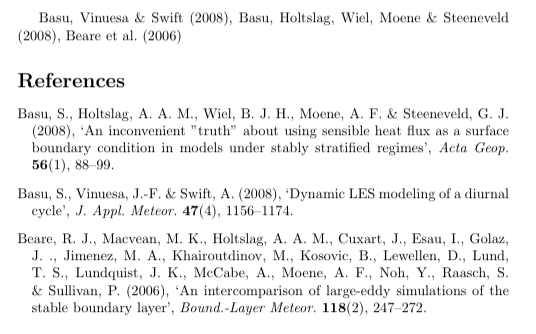 Basu, Vinuesa & Swift (2008), Basu, Holtslag, Wiel, Moene & Steeneveld
(2008), Beare et al. (2006)
References
Basu, S., Holtslag, A. A. M., Wiel, B. J. H., Moene, A. F. & Steeneveld, G. J.
(2008), ‘An inconvenient ”truth” about using sensible heat flux as a surface
boundary condition in models under stably stratified regimes’, Acta Geop.
56(1), 88–99.
Basu, S., Vinuesa, J.-F. & Swift, A. (2008), ‘Dynamic LES modeling of a diurnal
cycle’, J. Appl. Meteor. 47(4), 1156–1174.
Beare, R. J., Macvean, M. K., Holtslag, A. A. M., Cuxart, J., Esau, I., Golaz,
J. ., Jimenez, M. A., Khairoutdinov, M., Kosovic, B., Lewellen, D., Lund,
T. S., Lundquist, J. K., McCabe, A., Moene, A. F., Noh, Y., Raasch, S.
& Sullivan, P. (2006), ‘An intercomparison of large-eddy simulations of the
stable boundary layer’, Bound.-Layer Meteor. 118(2), 247–272.